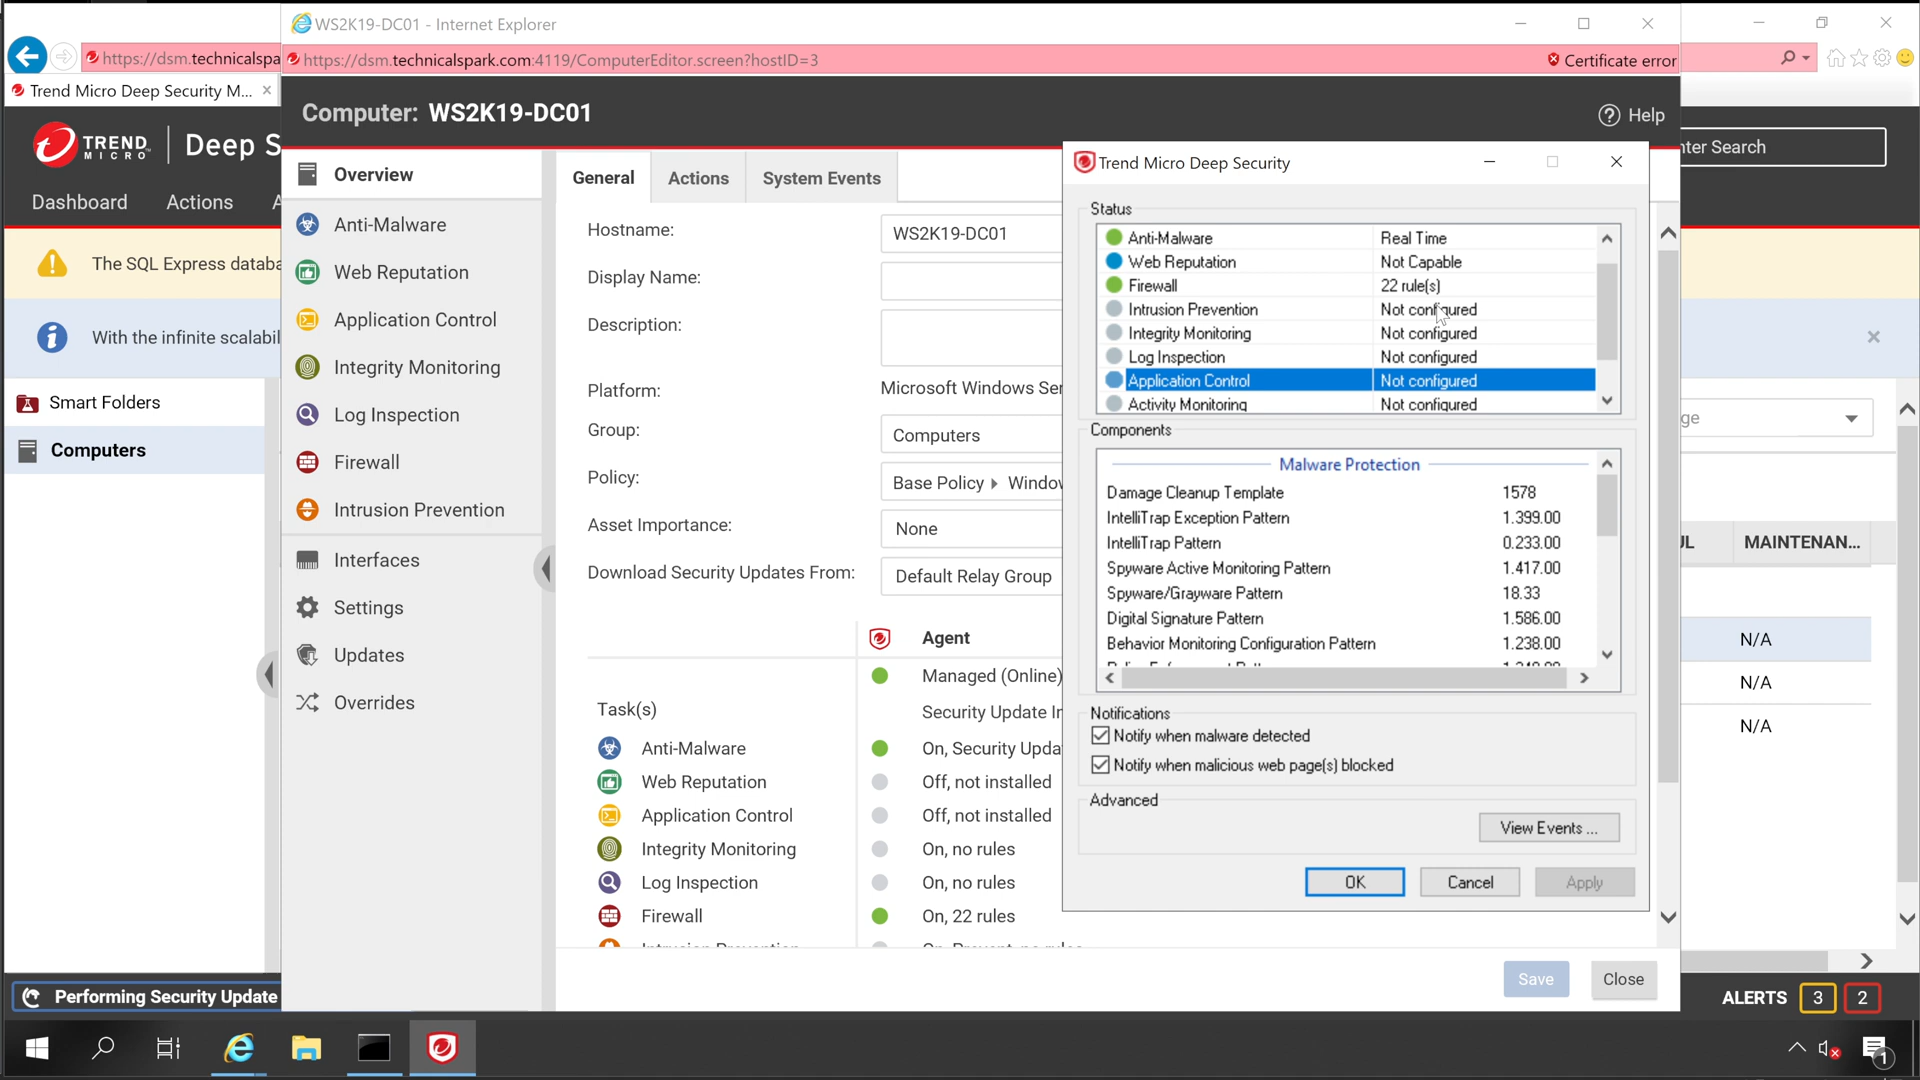 WS2K19-DC01 - Internet Explorer
https://dsm.technicalspa
https://dsm.technicalspark.com:4119/ComputerEditor.screen?hostID=3
Certificate error
Trend Micro Deep Security M...
Computer: WS2K19-DC01
Help
TREND MICRO
Deep S
nter Search
Dashboard
Actions
A
The SQL Express databa
With the infinite scalabil
Smart Folders
Computers
Overview
Anti-Malware
Web Reputation
Application Control
Integrity Monitoring
Log Inspection
Firewall
Intrusion Prevention
Interfaces
Settings
Updates
Overrides
General
Actions
System Events
Hostname:
WS2K19-DC01
Display Name:
Description:
Platform:
Microsoft Windows Ser
Group:
Computers
Policy:
Base Policy Window
Asset Importance:
None
Download Security Updates From:
Default Relay Group
Agent
Managed (Online)
Task(s)
Security Update In
Anti-Malware
On, Security Upda
Web Reputation
Off, not installed
Application Control
Off, not installed
Integrity Monitoring
On, no rules
Log Inspection
On, no rules
Firewall
On, 22 rules
Save
Close
Trend Micro Deep Security
Status
Anti-Malware Real Time
Web Reputation Not Capable
Firewall 22 rule(s)
Intrusion Prevention Not configured
Integrity Monitoring Not configured
Log Inspection Not configured
Application Control Not configured
Activity Monitoring Not configured
Components
Malware Protection
Damage Cleanup Template 1578
IntelliTrap Exception Pattern 1.399.00
IntelliTrap Pattern 0.233.00
Spyware Active Monitoring Pattern 1.417.00
Spyware/Grayware Pattern 18.33
Digital Signature Pattern 1.586.00
Behavior Monitoring Configuration Pattern 1.238.00
Notifications
Notify when malware detected
Notify when malicious web page(s) blocked
Advanced
View Events ...
OK
Cancel
Apply
ge
UL
MAINTENAN...
N/A
N/A
N/A
Performing Security Update
ALERTS 3 2
1